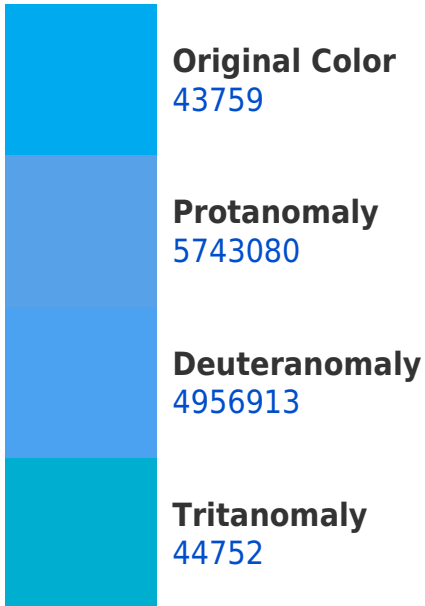 Original Color
43759
Protanomaly
5743080
Deuteranomaly
4956913
Tritanomaly
44752